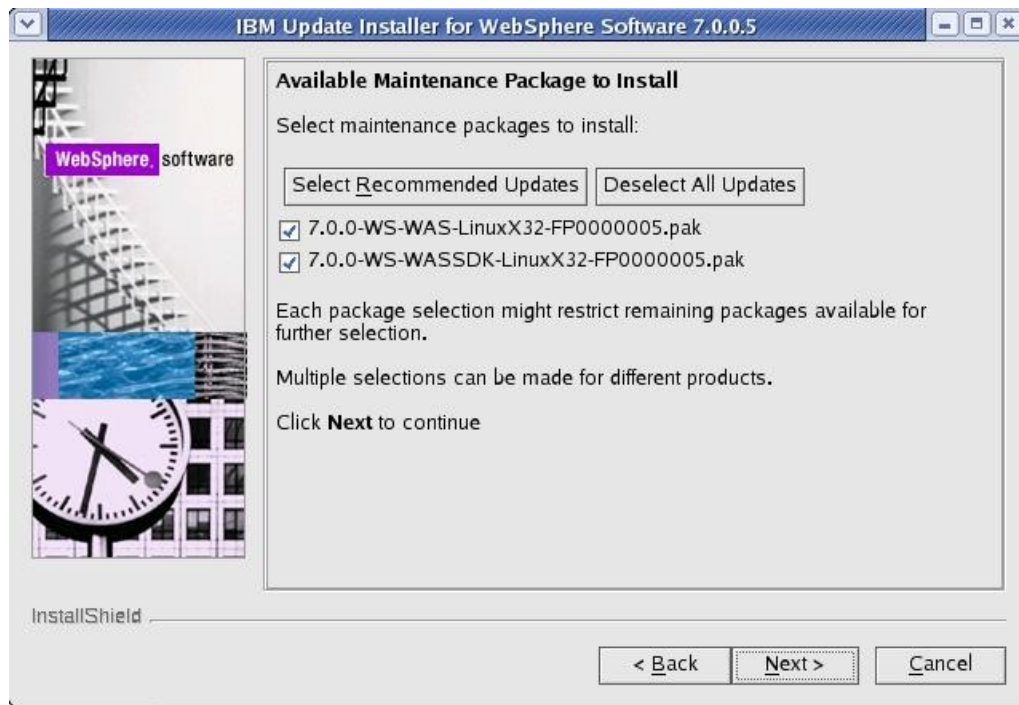 IBM Update Installer for WebSphere Software 7.0.0.5
WebSphere. software
Available Maintenance Package to Install
Select maintenance packages to install:
Select Recommended Updates Deselect All Updates
7.0.0-WS-WAS-LinuxX32-FP0000005.pak
7.0.0-WS-WASSDK-LinuxX32-FP0000005.pak
Each package selection might restrict remaining packages available for
further selection.
Multiple selections can be made for different products.
Click Next to continue
InstallShield
< Back Next > Cancel